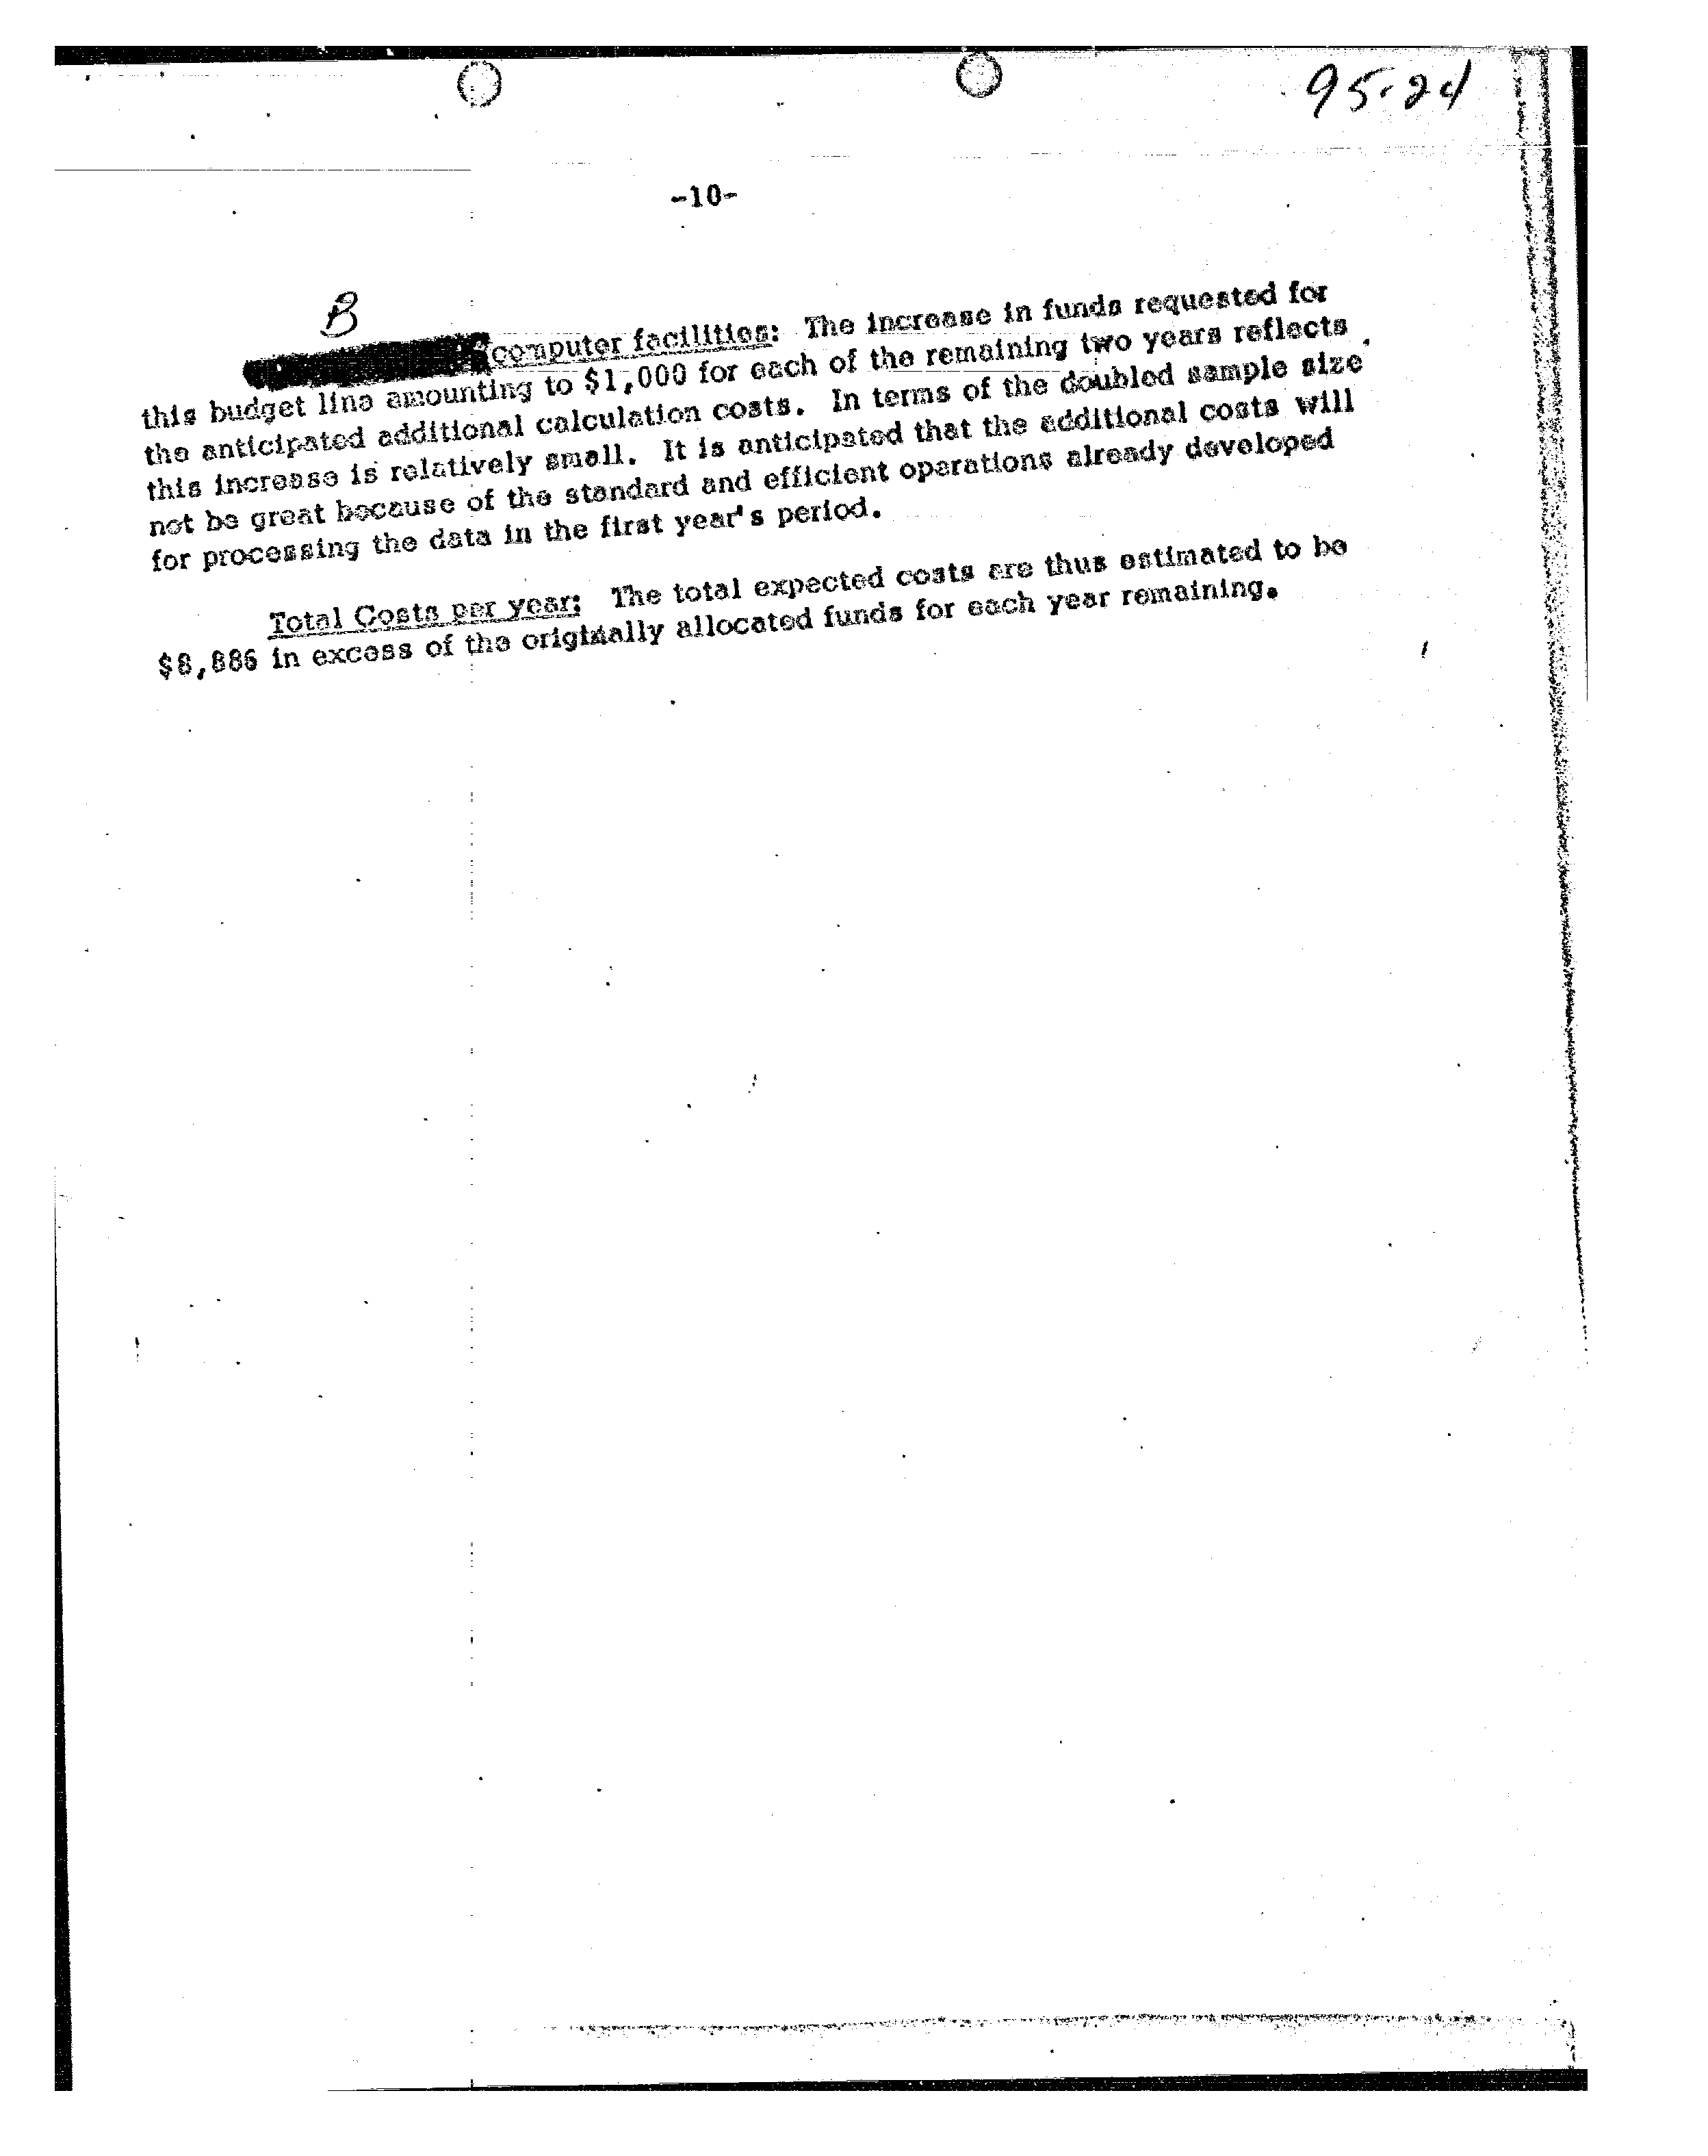 95-24
-10-
B
computer facilities: The increase in funds requested for
this budget line amounting to $1,000 for each of the remaining two years reflects
the anticipated additional calculation costs. In terms of the doubled sample size
this increase is relatively small. It is anticipated that the additional costs will
not be great because of the standard and efficient operations already developed
for processing the data in the first year's period.
Total Costs per year: The total expected costs are thus estimated to be
in excess of the originally allocated funds for each year remaining.